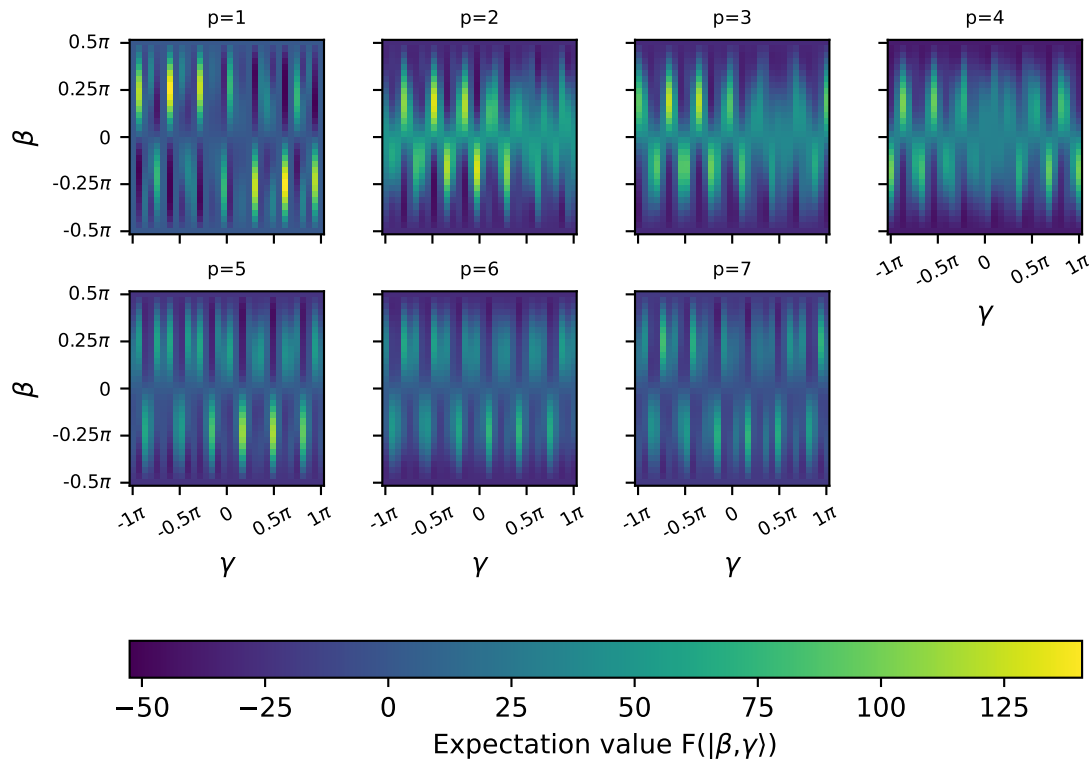 p=1 p=2 p=3 p=4
0.5π
0.25π
β
0
-0.25π
-0.5π
-1π -0.5π 0 0.5π 1π
γ
p=5 p=6 p=7
0.5π
0.25π
β
0
-0.25π
-0.5π
-1π -0.5π 0 0.5π 1π -1π -0.5π 0 0.5π 1π -1π -0.5π 0 0.5π 1π
γ γ γ
−50 −25 0 25 50 75 100 125
Expectation value F(|β,γ⟩)